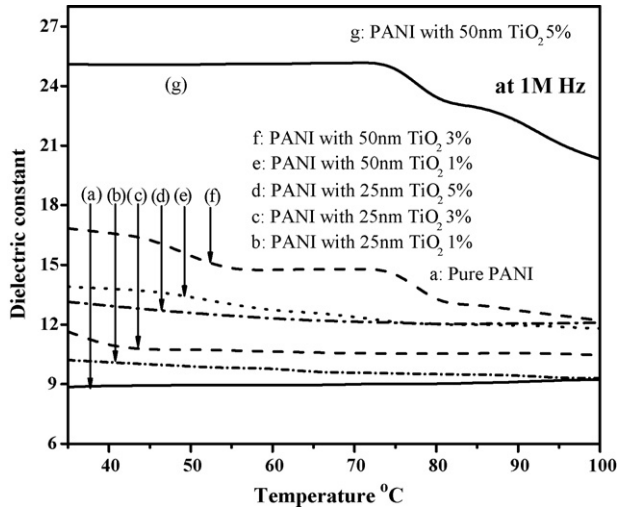 27
24
21
18
15
12
9
6
Dielectric constant
g: PANI with 50nm TiO₂ 5%
(g)
at 1M Hz
f: PANI with 50nm TiO₂ 3%
e: PANI with 50nm TiO₂ 1%
d: PANI with 25nm TiO₂ 5%
c: PANI with 25nm TiO₂ 3%
b: PANI with 25nm TiO₂ 1%
a: Pure PANI
(a) (b) (c) (d) (e) (f)
40 50 60 70 80 90 100
Temperature °C